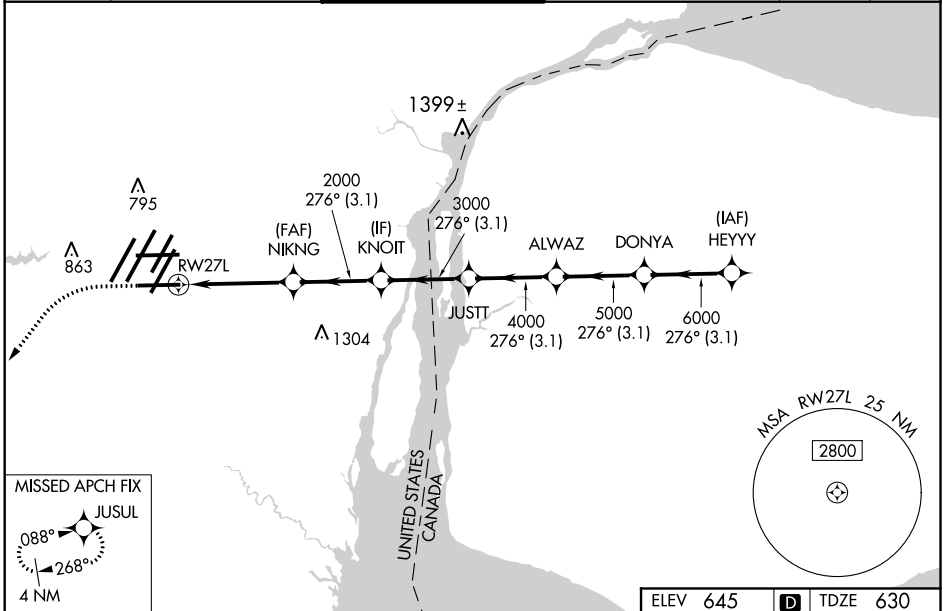 1399 ±
795
863
RW27L
(FAF)
NIKNG
2000
276° (3.1)
(IF)
KNOIT
3000
276° (3.1)
JUSTT
ALWAZ
4000
276° (3.1)
DONYA
5000
276° (3.1)
(IAF)
HEYYY
6000
276° (3.1)
1304
UNITED STATES
CANADA
MSA RW27L 25 NM
2800
MISSED APCH FIX
JUSUL
088°
268°
4 NM
ELEV 645 D TDZE 630